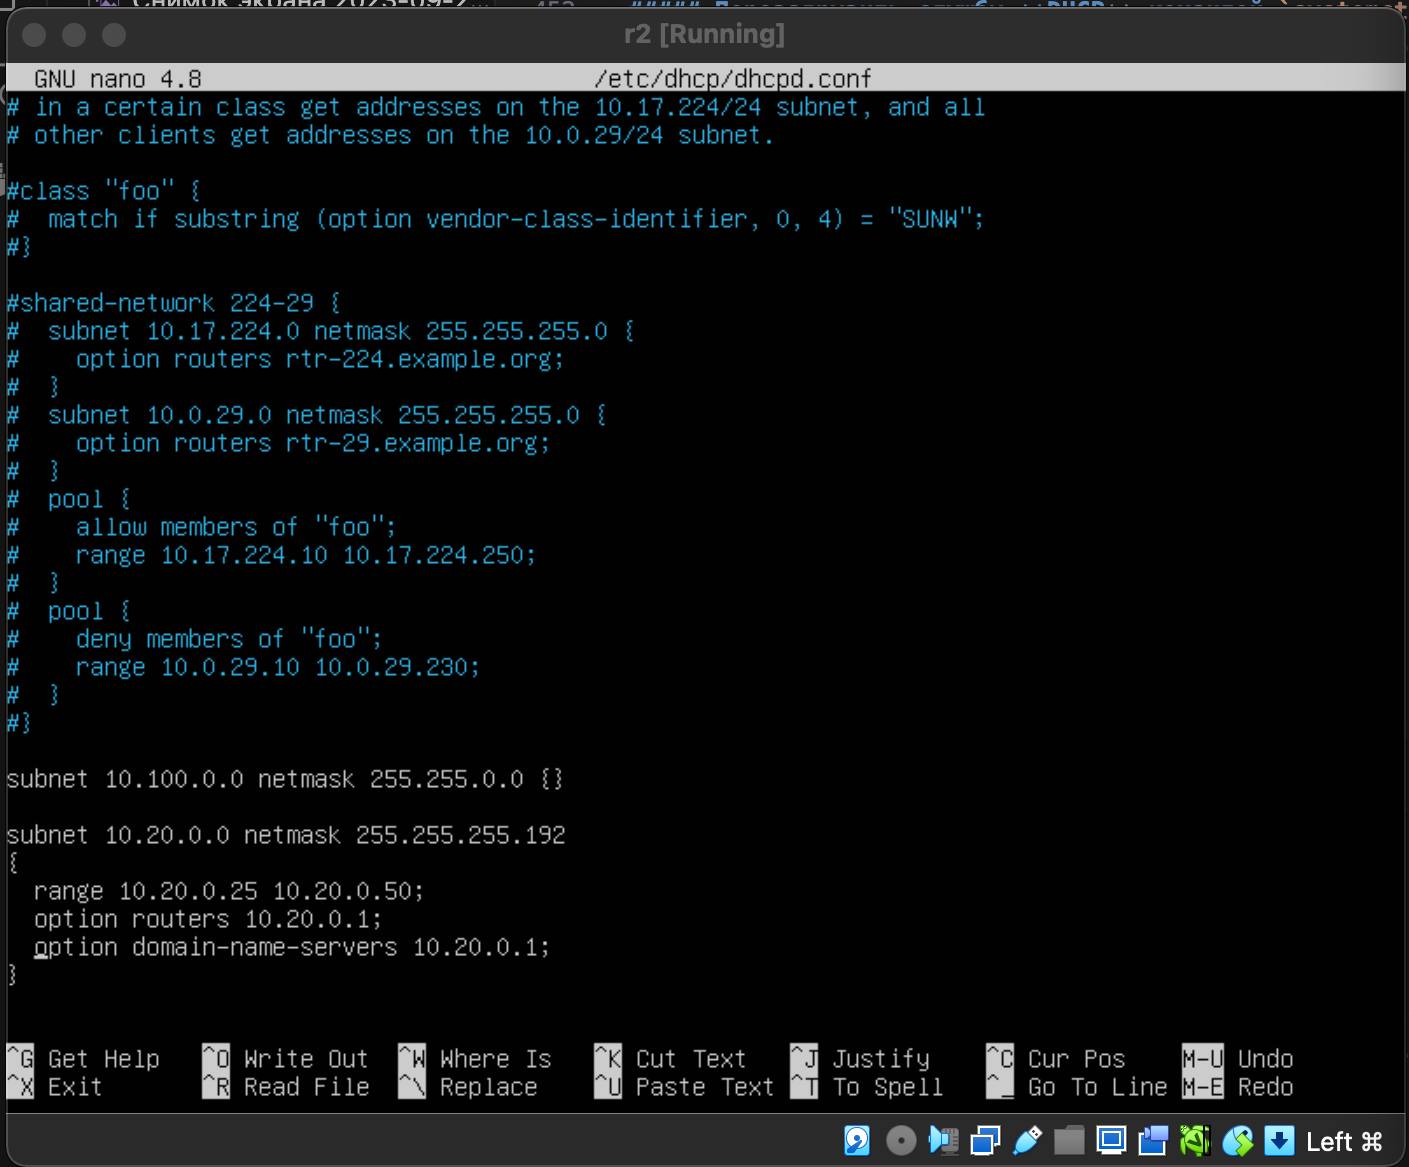 Снимок экрана 2023-09-2...
r2 [Running]
GNU nano 4.8 /etc/dhcp/dhcpd.conf
# in a certain class get addresses on the 10.17.224/24 subnet, and all
# other clients get addresses on the 10.0.29/24 subnet.
#class "foo" {
#  match if substring (option vendor-class-identifier, 0, 4) = "SUNW";
#}
#shared-network 224-29 {
#  subnet 10.17.224.0 netmask 255.255.255.0 {
#    option routers rtr-224.example.org;
#  }
#  subnet 10.0.29.0 netmask 255.255.255.0 {
#    option routers rtr-29.example.org;
#  }
#  pool {
#    allow members of "foo";
#    range 10.17.224.10 10.17.224.250;
#  }
#  pool {
#    deny members of "foo";
#    range 10.0.29.10 10.0.29.230;
#  }
#}
subnet 10.100.0.0 netmask 255.255.0.0 {}
subnet 10.20.0.0 netmask 255.255.255.192
{
  range 10.20.0.25 10.20.0.50;
  option routers 10.20.0.1;
  option domain-name-servers 10.20.0.1;
}
^G Get Help ^O Write Out ^W Where Is ^K Cut Text ^J Justify ^C Cur Pos M-U Undo
^X Exit ^R Read File ^\ Replace ^U Paste Text ^T To Spell ^_ Go To Line M-E Redo
Left ⌘